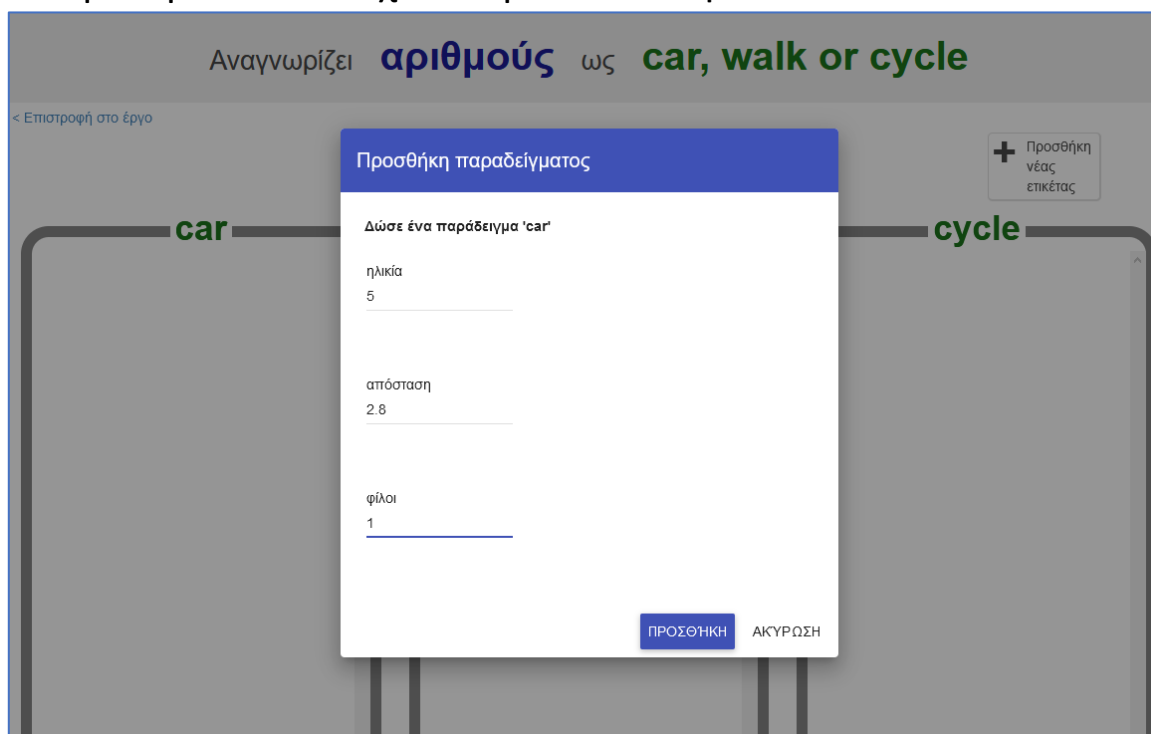 Αναγνωρίζει αριθμούς ως car, walk or cycle
< Επιστροφή στο έργο
Προσθήκη
νέας
ετικέτας
Προσθήκη παραδείγματος
car
cycle
Δώσε ένα παράδειγμα 'car'
ηλικία
5
απόσταση
2.8
φίλοι
1
ΠΡΟΣΘΉΚΗ ΑΚΎΡΩΣΗ